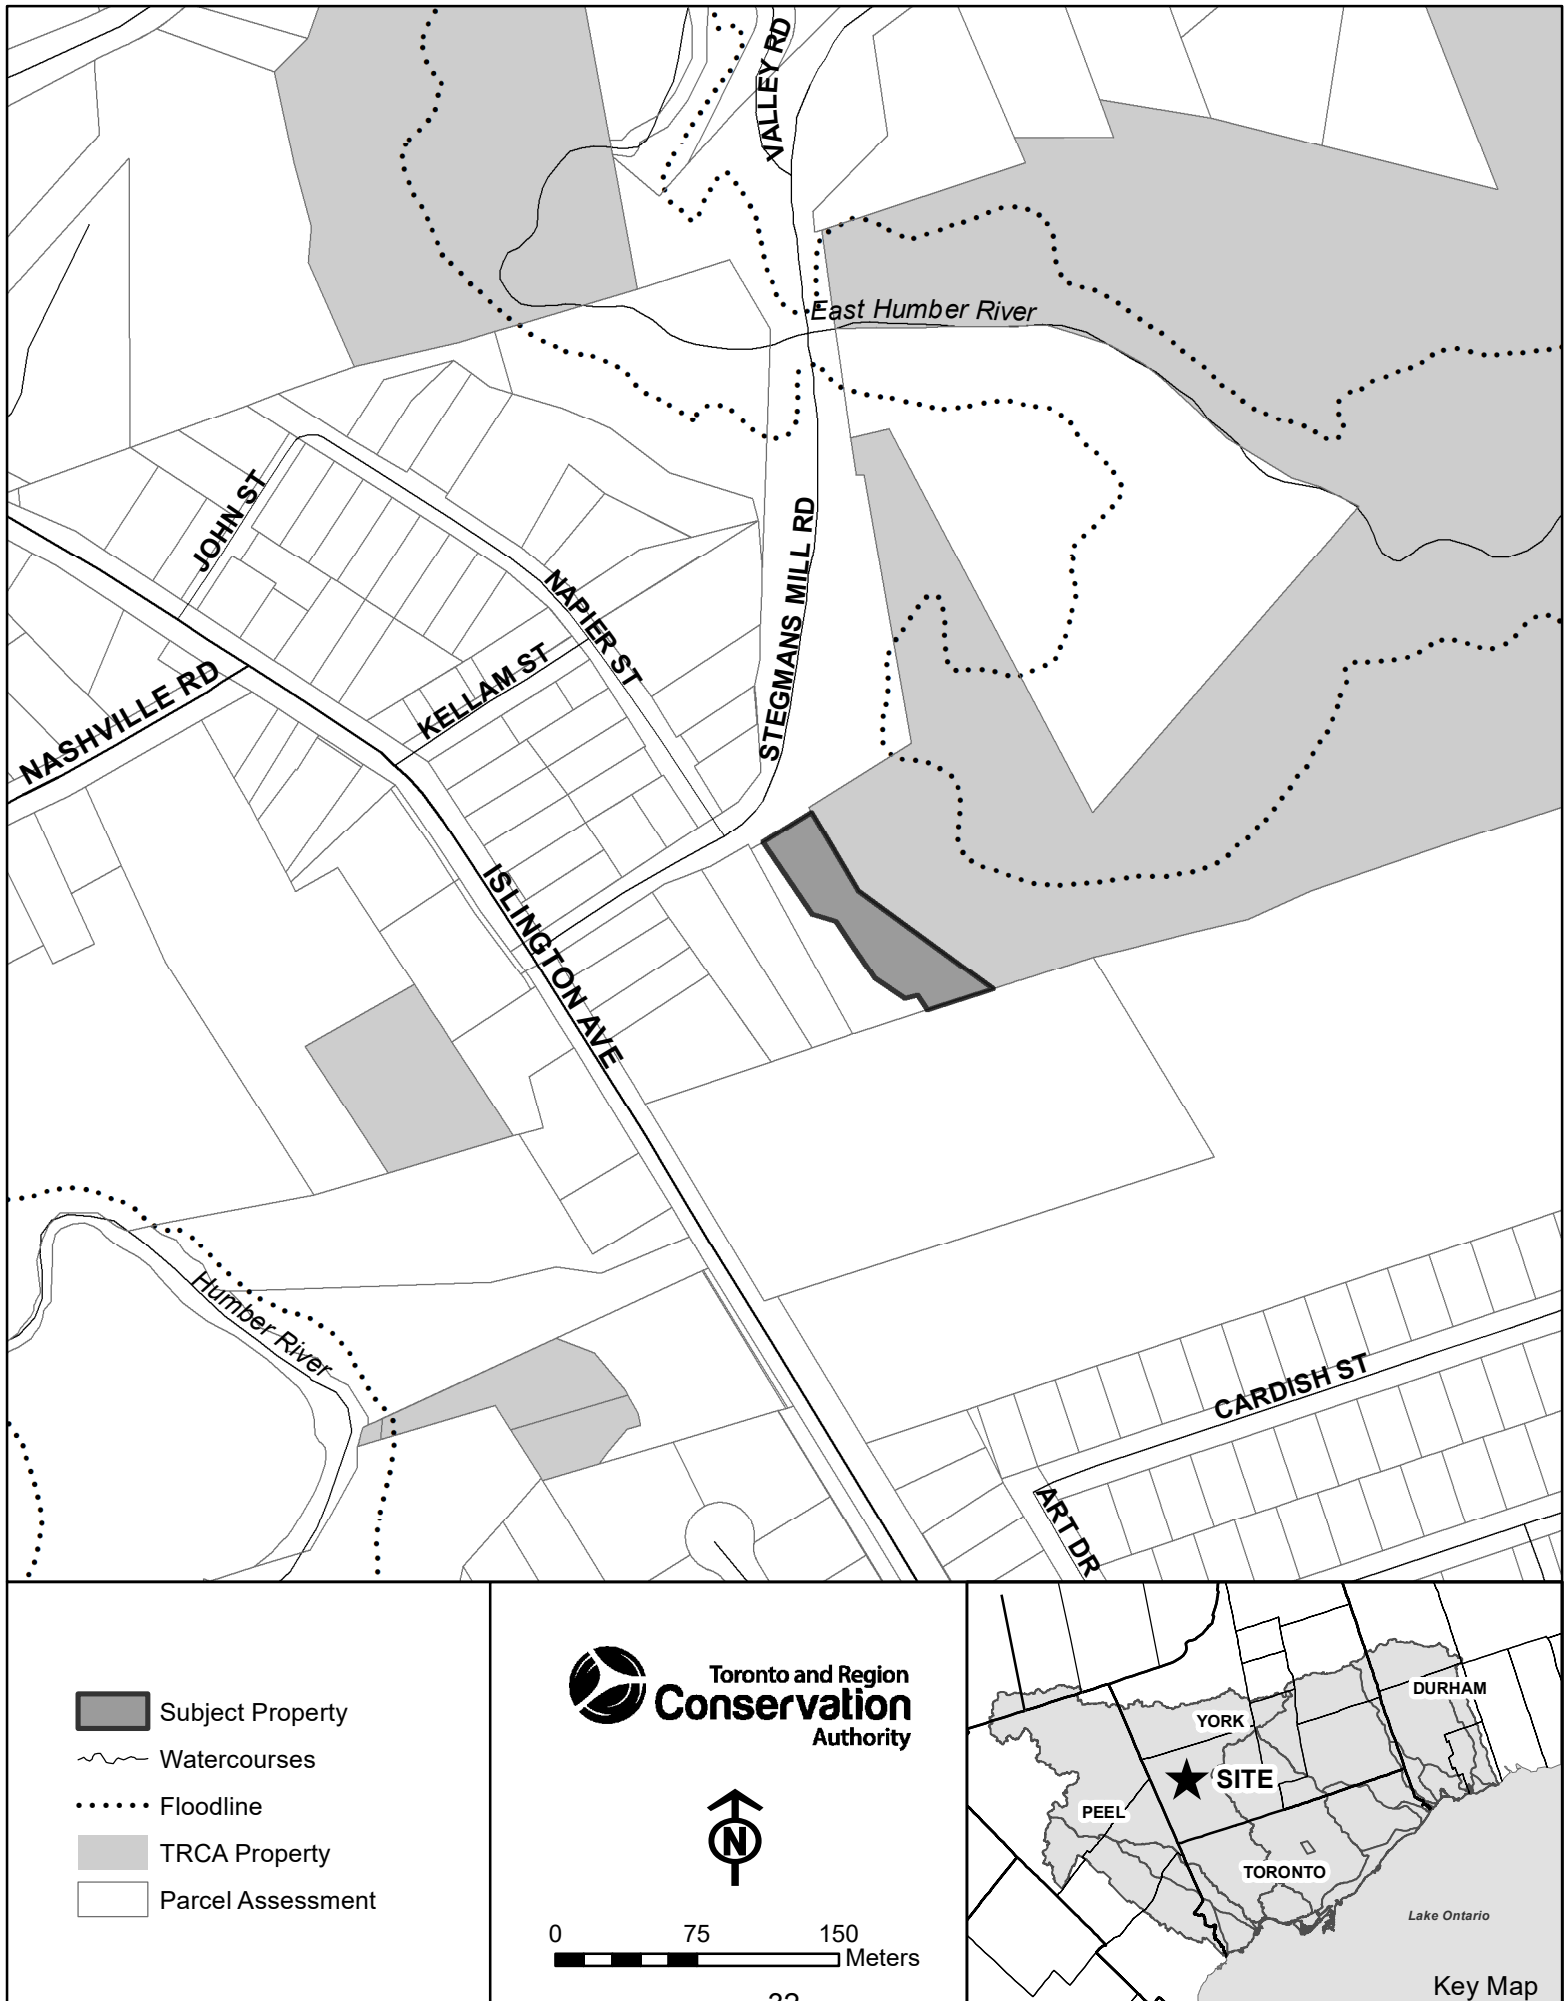 VALLEY RD
East Humber River
JOHN ST
NAPIER ST
STEGMANS MILL RD
KELLAM ST
NASHVILLE RD
ISLINGTON AVE
Humber River
CARDISH ST
ART DR
Subject Property
Watercourses
Floodline
TRCA Property
Parcel Assessment
Toronto and Region
Conservation
Authority
N
0 75 150
Meters
DURHAM
YORK
SITE
PEEL
TORONTO
Lake Ontario
Key Map